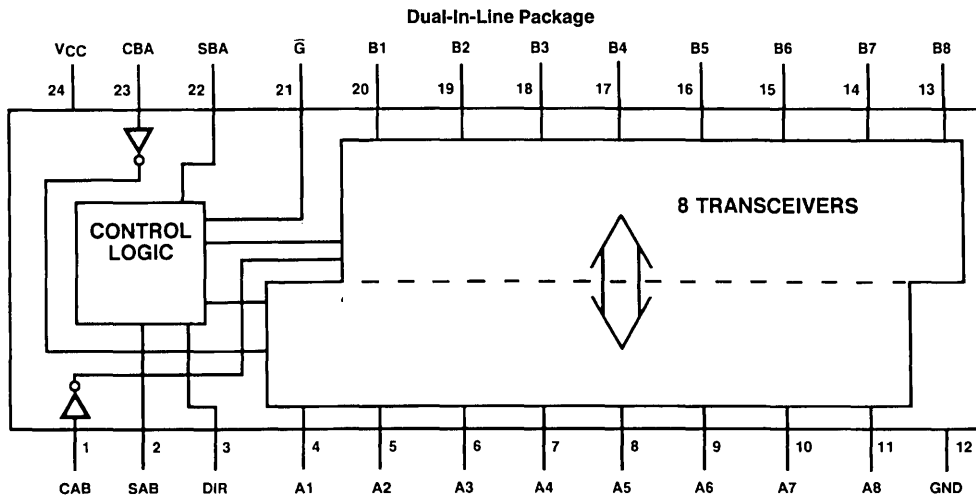 Dual-In-Line Package
VCC CBA SBA G̅ B1 B2 B3 B4 B5 B6 B7 B8
24 23 22 21 20 19 18 17 16 15 14 13
8 TRANSCEIVERS
CONTROL
LOGIC
1 2 3 4 5 6 7 8 9 10 11 12
CAB SAB DIR A1 A2 A3 A4 A5 A6 A7 A8 GND